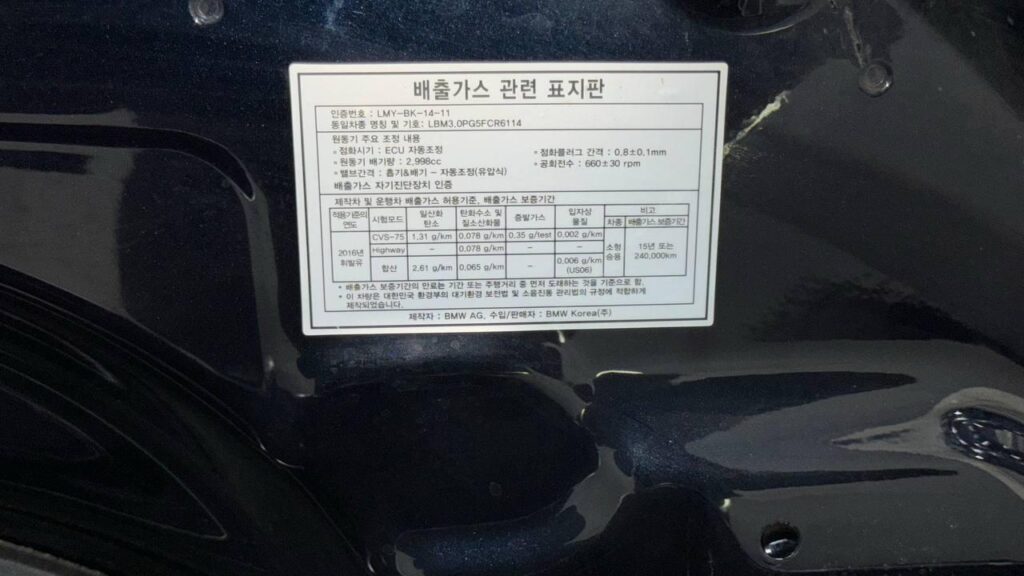 배출가스 관련 표지판
인증번호 : LMY-BK-14-11
동일차종 명칭 및 기호: LBM3.0PG5FCR6114
원동기 주요 조정 내용
• 점화시기 : ECU 자동조정
• 점화플러그 간격 : 0.8±0.1mm
• 원동기 배기량 : 2,998cc
• 공회전수 : 660±30 rpm
• 밸브간격 : 흡기&배기 - 자동조정(유압식)
배출가스 자기진단장치 인증
제작차 및 운행차 배출가스 허용기준, 배출가스 보증기간
적용기준의 연도 시험모드 일산화 탄소 탄화수소 및 질소산화물 증발가스 입자상 물질 비고
차종 배출가스 보증기간
2016년 휘발유 CVS-75 1.31 g/km 0.078 g/km 0.35 g/test 0.002 g/km 소형 승용 15년 또는 240,000km
Highway - 0.078 g/km - -
합산 2.61 g/km 0.065 g/km - 0.006 g/km (US06)
* 배출가스 보증기간의 만료는 기간 또는 주행거리 중 먼저 도래하는 것을 기준으로 함.
* 이 차량은 대한민국 환경부의 대기환경 보전법 및 소음진동 관리법의 규정에 적합하게
제작되었습니다.
제작자 : BMW AG, 수입/판매자 : BMW Korea(주)